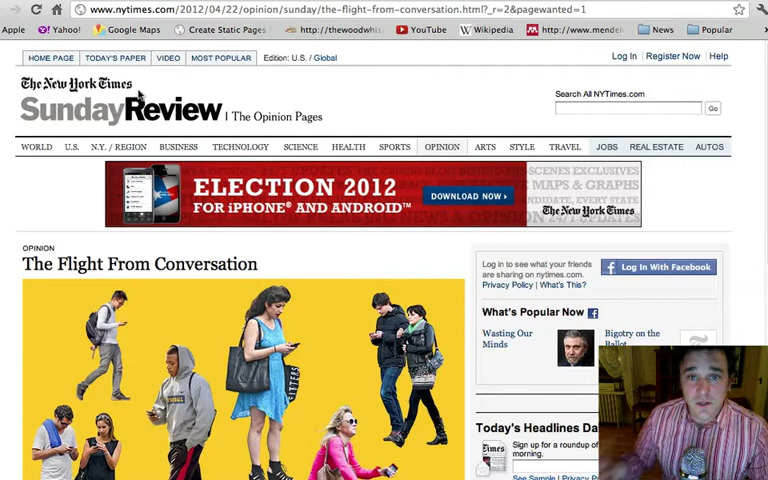 www.nytimes.com/2012/04/22/opinion/sunday/the-flight-from-conversation.html?_r=2&pagewanted=1
Apple Yahoo! Google Maps Create Static Pages http://thewoodwhis YouTube Wikipedia http://www.mendel News Popular
HOME PAGE TODAY'S PAPER VIDEO MOST POPULAR Edition: U.S. / Global Log In Register Now Help
The New York Times
SundayReview | The Opinion Pages
Search All NYTimes.com
Go
WORLD U.S. N.Y. / REGION BUSINESS TECHNOLOGY SCIENCE HEALTH SPORTS OPINION ARTS STYLE TRAVEL JOBS REAL ESTATE AUTOS
ELECTION 2012
FOR iPHONE® AND ANDROID™
DOWNLOAD NOW
The New York Times
OPINION
The Flight From Conversation
Log in to see what your friends
are sharing on nytimes.com.
Privacy Policy | What's This?
Log In With Facebook
What's Popular Now
Wasting Our
Minds
Bigotry on the
Ballot
Today's Headlines Da
Sign up for a roundup of
morning.
See Sample | Privacy Po